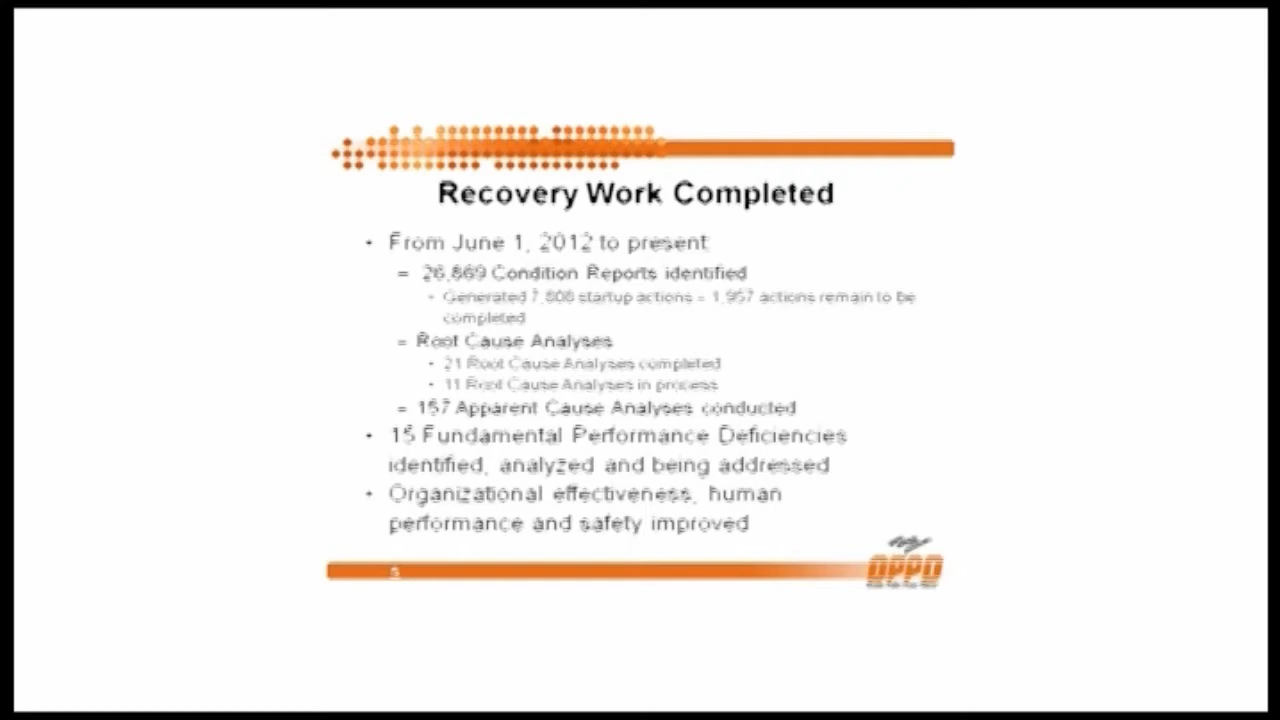 Recovery Work Completed
• From June 1, 2012 to present
– 26,869 Condition Reports identified
• Generated 7,808 startup actions – 1,967 actions remain to be
completed
– Root Cause Analyses
• 21 Root Cause Analyses completed
• 11 Root Cause Analyses in process
– 157 Apparent Cause Analyses conducted
• 15 Fundamental Performance Deficiencies
identified, analyzed and being addressed
• Organizational effectiveness, human
performance and safety improved
OPPD